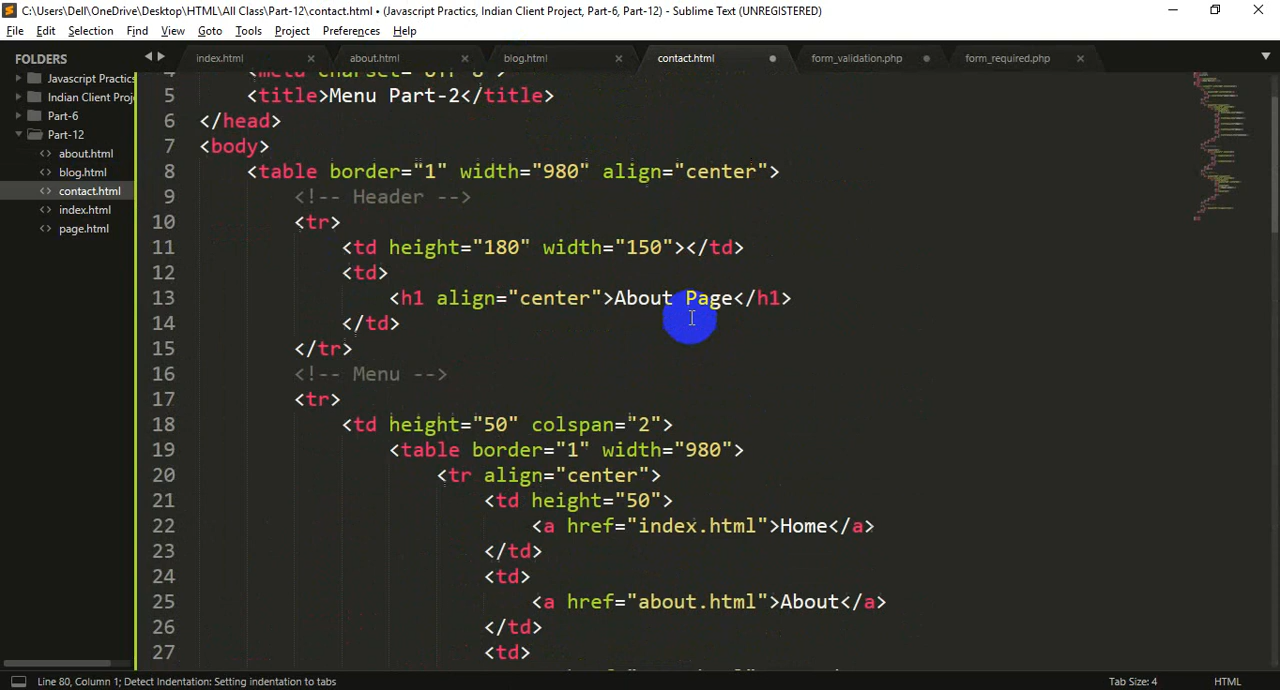 C:\Users\Dell\OneDrive\Desktop\HTML\All Class\Part-12\contact.html • (Javascript Practics, Indian Client Project, Part-6, Part-12) - Sublime Text (UNREGISTERED)
File Edit Selection Find View Goto Tools Project Preferences Help
FOLDERS
Javascript Practics
Indian Client Proj
Part-6
Part-12
about.html
blog.html
contact.html
index.html
page.html
index.html about.html blog.html contact.html form_validation.php form_required.php
4 <meta charset="UTF-8">
5 <title>Menu Part-2</title>
6 </head>
7 <body>
8 <table border="1" width="980" align="center">
9 <!-- Header -->
10 <tr>
11 <td height="180" width="150"></td>
12 <td>
13 <h1 align="center">About Page</h1>
14 </td>
15 </tr>
16 <!-- Menu -->
17 <tr>
18 <td height="50" colspan="2">
19 <table border="1" width="980">
20 <tr align="center">
21 <td height="50">
22 <a href="index.html">Home</a>
23 </td>
24 <td>
25 <a href="about.html">About</a>
26 </td>
27 <td>
Line 80, Column 1; Detect Indentation: Setting indentation to tabs
Tab Size: 4
HTML